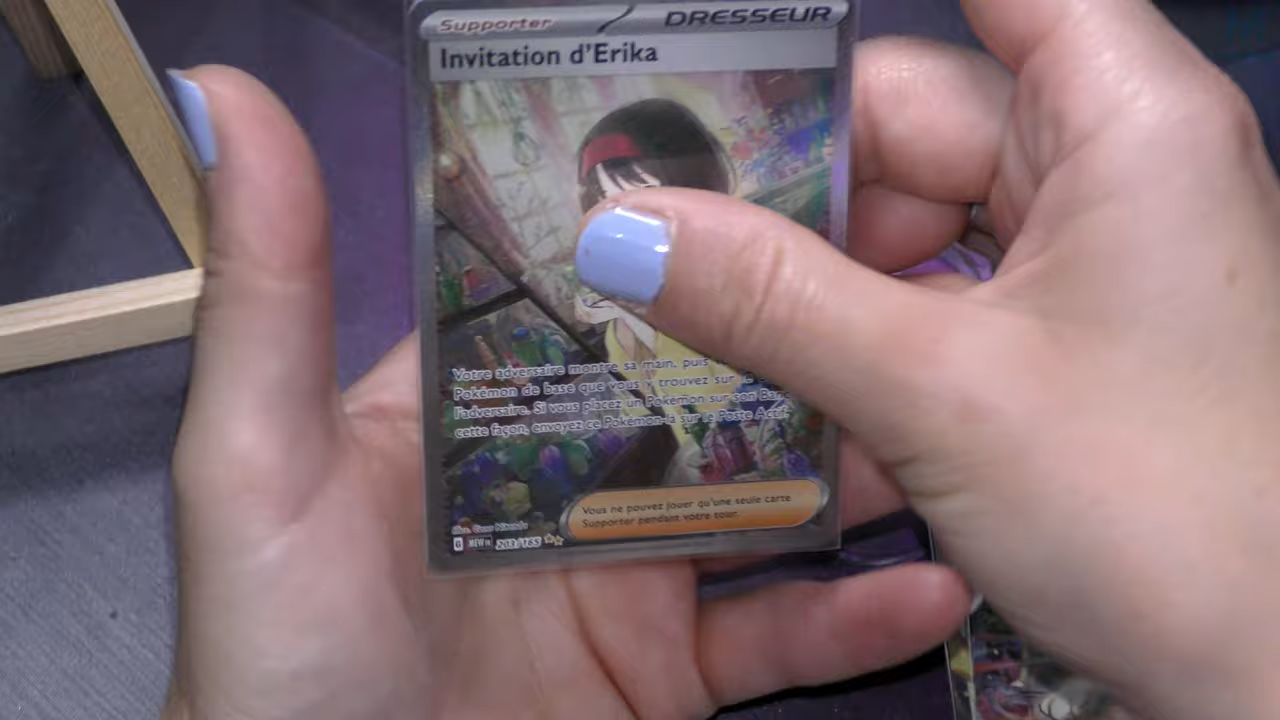 Supporter
DRESSEUR
Invitation d'Erika
Votre adversaire montre sa main, puis
Pokémon de base que vous y trouvez sur le
l'adversaire. Si vous placez un Pokémon sur son Banc
cette façon, envoyez ce Pokémon-là sur le Poste Actif.
Vous ne pouvez jouer qu'une seule carte
Supporter pendant votre tour.
G MEW FR 203/165